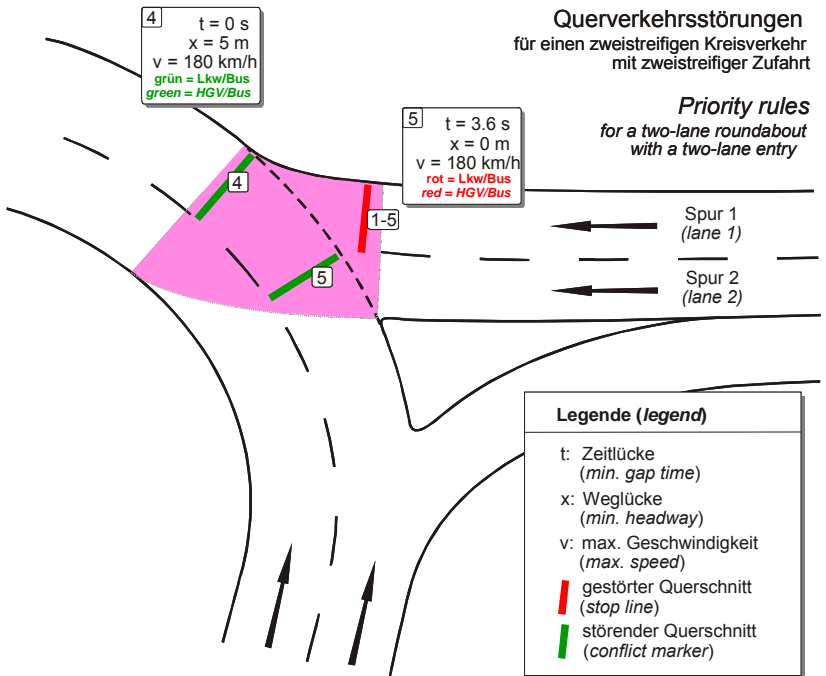 Querverkehrsstörungen
für einen zweistreifigen Kreisverkehr
mit zweistreifiger Zufahrt
Priority rules
for a two-lane roundabout
with a two-lane entry
4
t = 0 s
x = 5 m
v = 180 km/h
grün = Lkw/Bus
green = HGV/Bus
5
t = 3.6 s
x = 0 m
v = 180 km/h
rot = Lkw/Bus
red = HGV/Bus
4
1-5
5
Spur 1
(lane 1)
Spur 2
(lane 2)
Legende (legend)
t: Zeitlücke
(min. gap time)
x: Weglücke
(min. headway)
v: max. Geschwindigkeit
(max. speed)
gestörter Querschnitt
(stop line)
störender Querschnitt
(conflict marker)